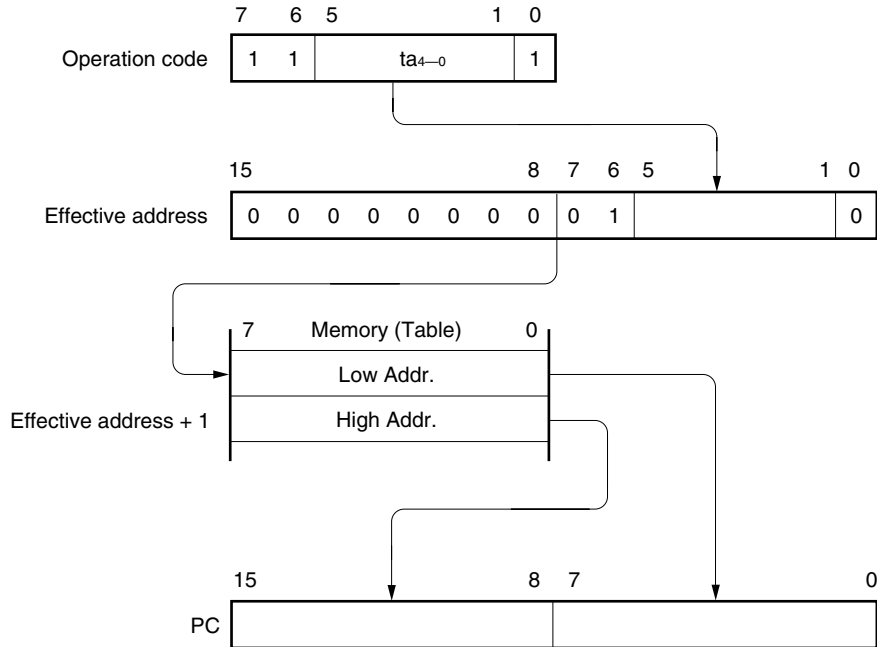 7 6 5 1 0
Operation code 1 1 ta4—0 1
15 8 7 6 5 1 0
Effective address 0 0 0 0 0 0 0 0 0 1 0
7 Memory (Table) 0
Low Addr.
Effective address + 1 High Addr.
15 8 7 0
PC